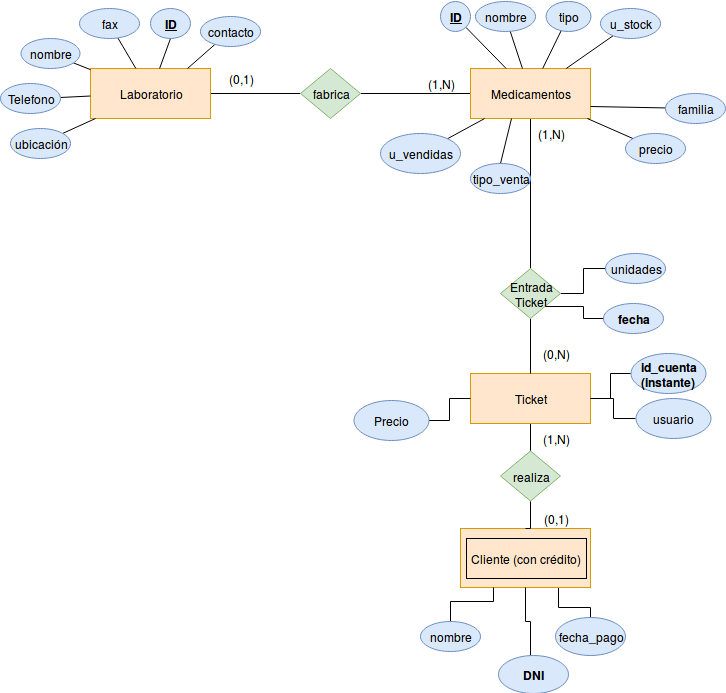 fax
ID
contacto
nombre
Telefono
ubicación
Laboratorio
(0,1)
fabrica
(1,N)
ID
nombre
tipo
u_stock
Medicamentos
familia
precio
u_vendidas
tipo_venta
(1,N)
Entrada
Ticket
unidades
fecha
(0,N)
Ticket
id_cuenta
(instante)
usuario
Precio
(1,N)
realiza
(0,1)
Cliente (con crédito)
nombre
DNI
fecha_pago